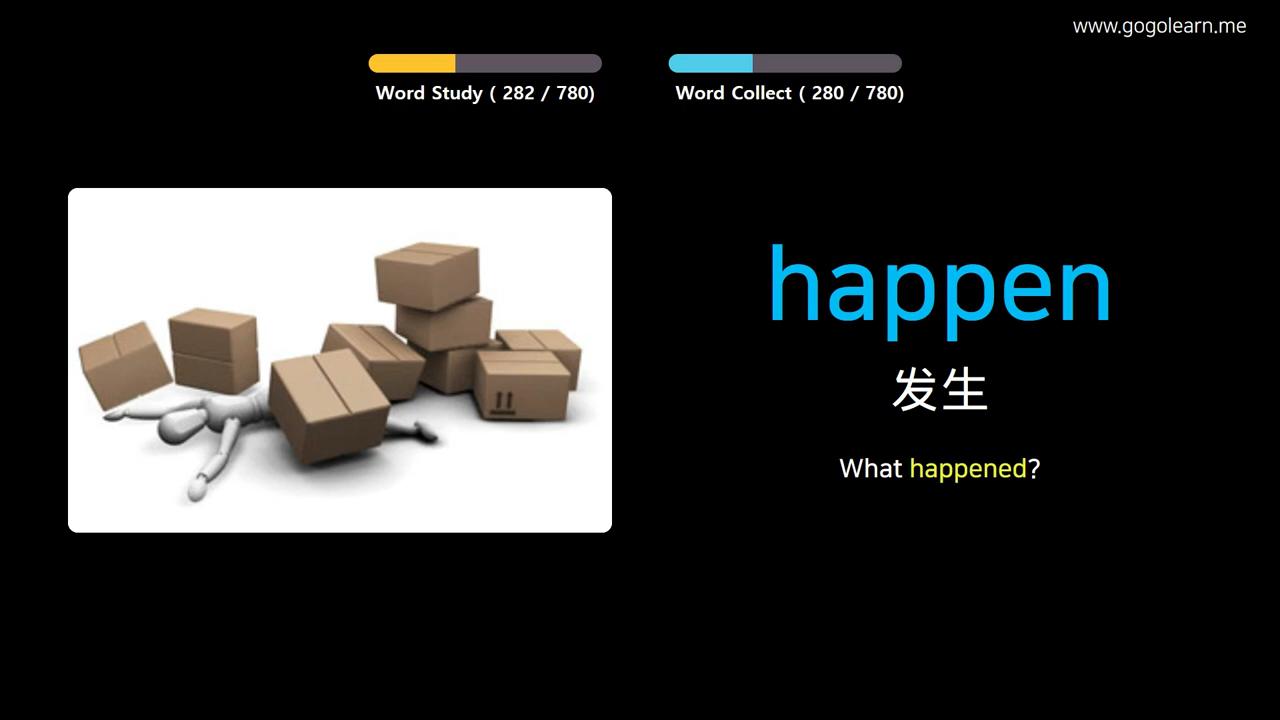 www.gogolearn.me
Word Study ( 282 / 780)
Word Collect ( 280 / 780)
happen
发生
What happened?